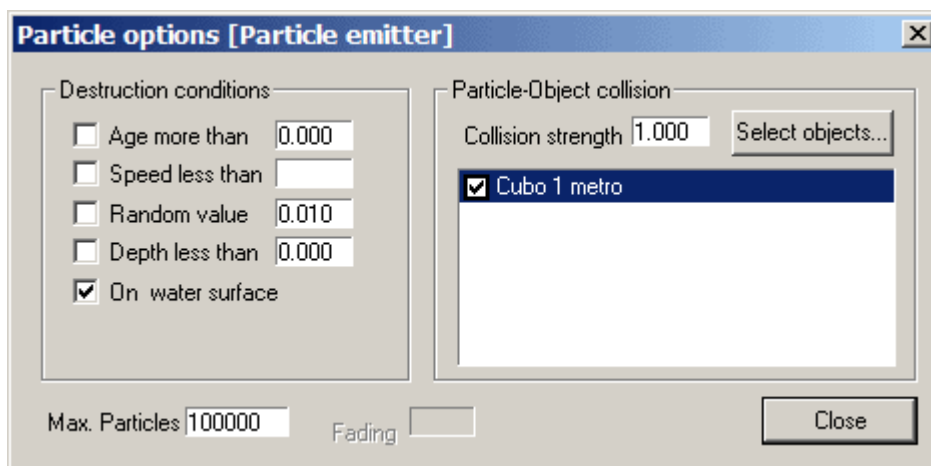 Particle options [Particle emitter]
Destruction conditions
Age more than 0.000
Speed less than
Random value 0.010
Depth less than 0.000
On water surface
Particle-Object collision
Collision strength 1.000 Select objects...
Cubo 1 metro
Max. Particles 100000 Fading Close